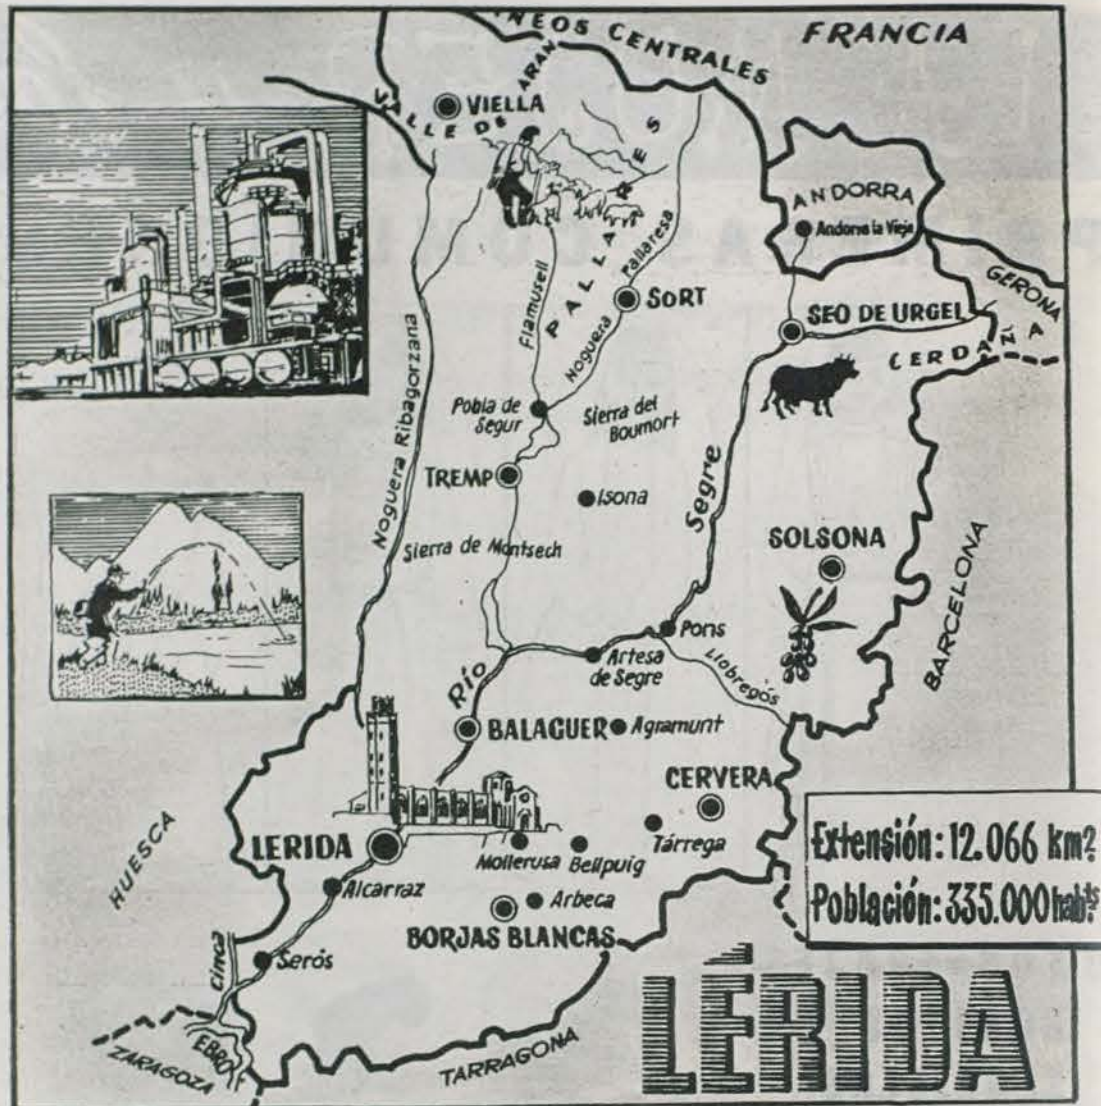 FRANCIA
NEOS CENTRALES
VALLE DE ARAN
VIELLA
PALLARES
ANDORRA
Andorra la Vieja
GERONA
Flamusell
Noguera Pallaresa
SORT
SEO DE URGEL
CERDAÑA
Noguera Ribagorzana
Pobla de
Segur
Sierra del
Boumort
TREMP
Isona
Segre
Sierra de Montsech
SOLSONA
BARCELONA
Pons
Artesa
de Segre
Llobregós
Río
BALAGUER
Agramunt
CERVERA
HUESCA
LERIDA
Mollerusa
Bellpuig
Tárrega
Extensión: 12.066 km²
Población: 335.000 habts.
Alcarraz
Arbeca
BORJAS BLANCAS
Cinca
Serós
EBRO
ZARAGOZA
TARRAGONA
LÉRIDA